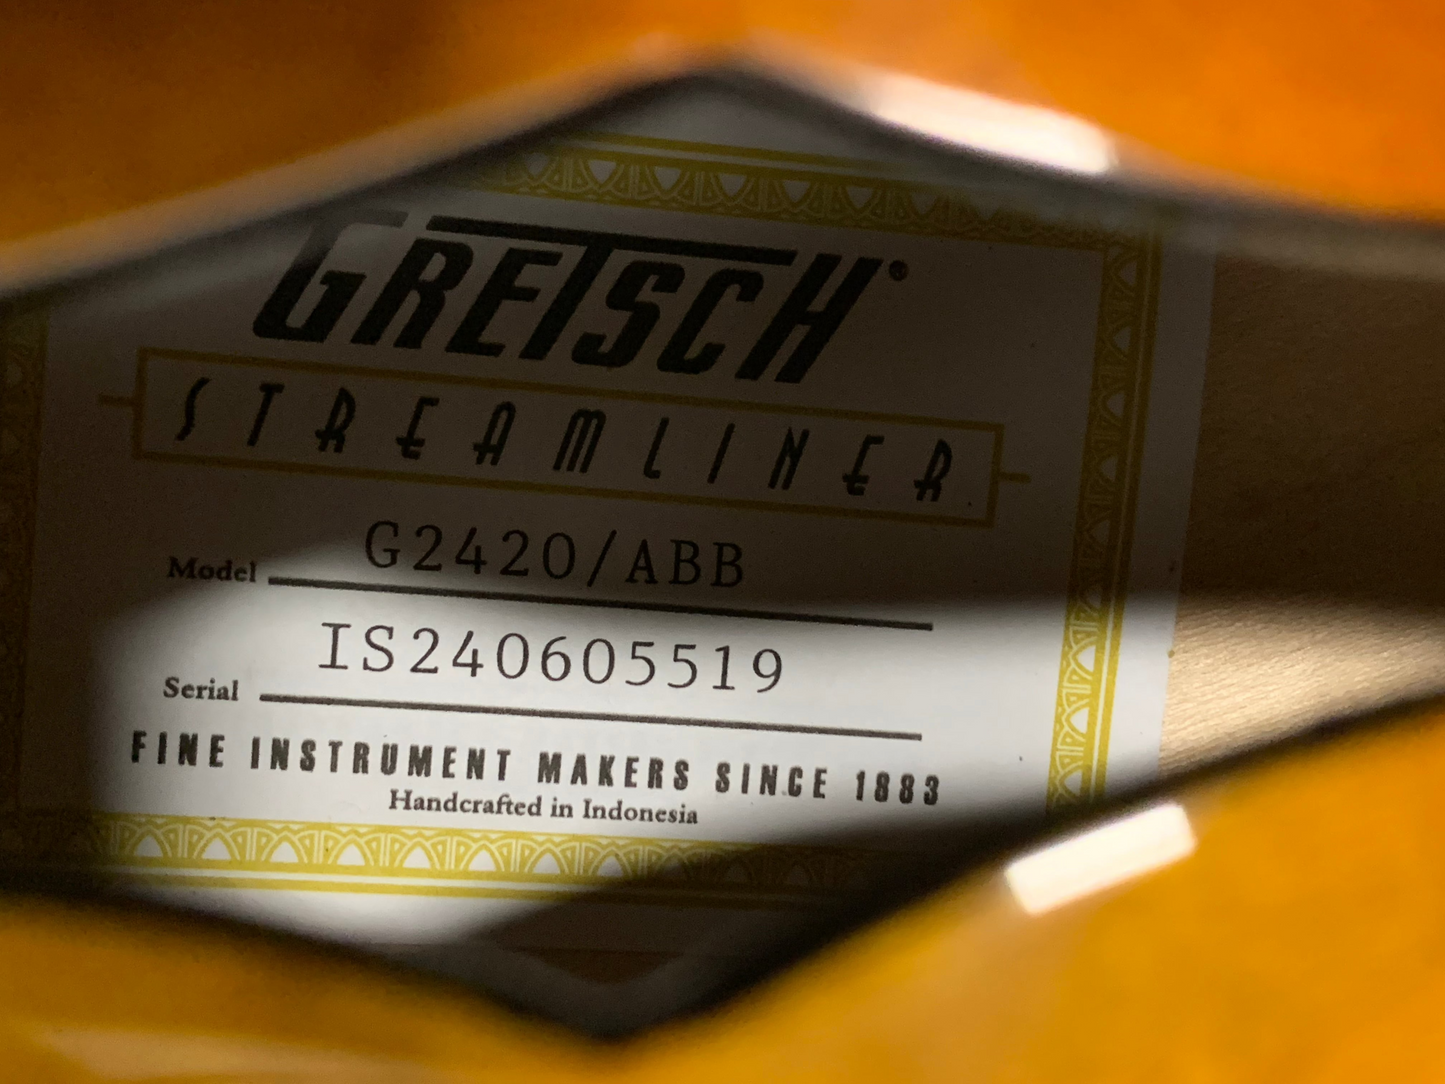 GRETSCH®
STREAMLINER
Model G2420/ABB
Serial IS240605519
FINE INSTRUMENT MAKERS SINCE 1883
Handcrafted in Indonesia